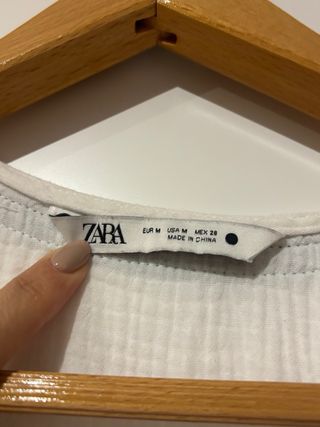 ZARA
EUR M USA M MEX 28
MADE IN CHINA